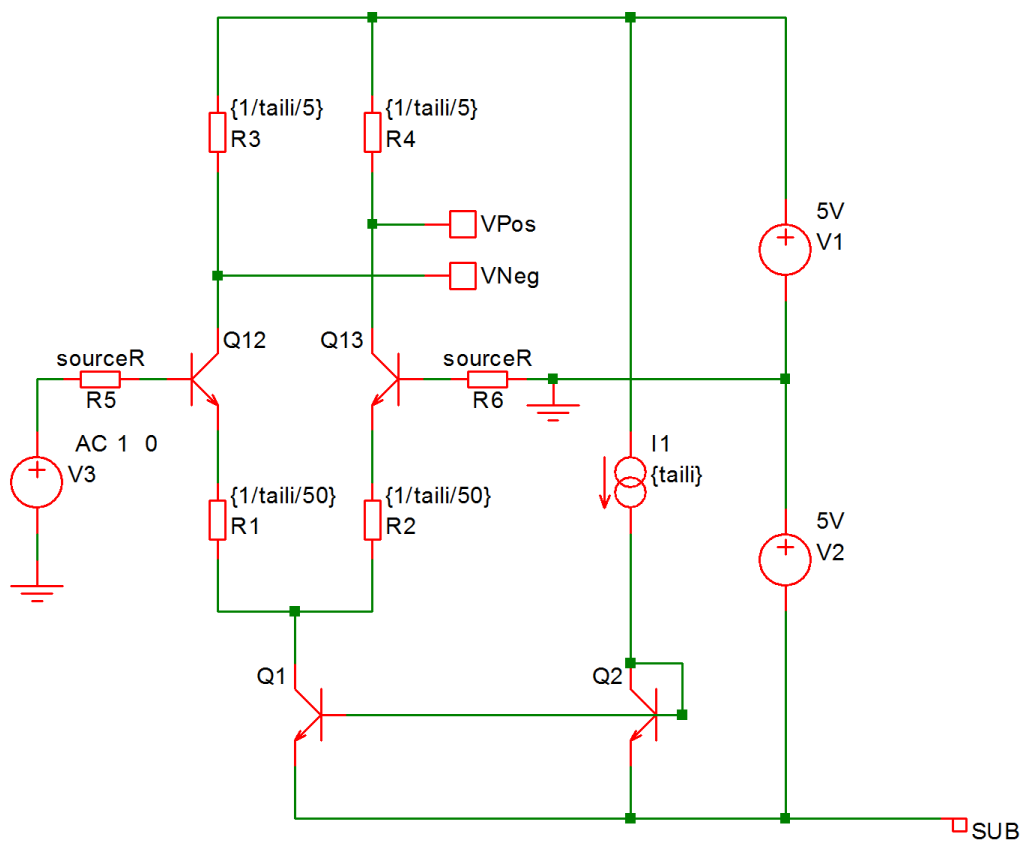 {1/taili/5}
R3
{1/taili/5}
R4
5V
V1
VPos
VNeg
Q12
Q13
sourceR
R5
sourceR
R6
AC 1 0
V3
I1
{taili}
{1/taili/50}
R1
{1/taili/50}
R2
5V
V2
Q1
Q2
SUB